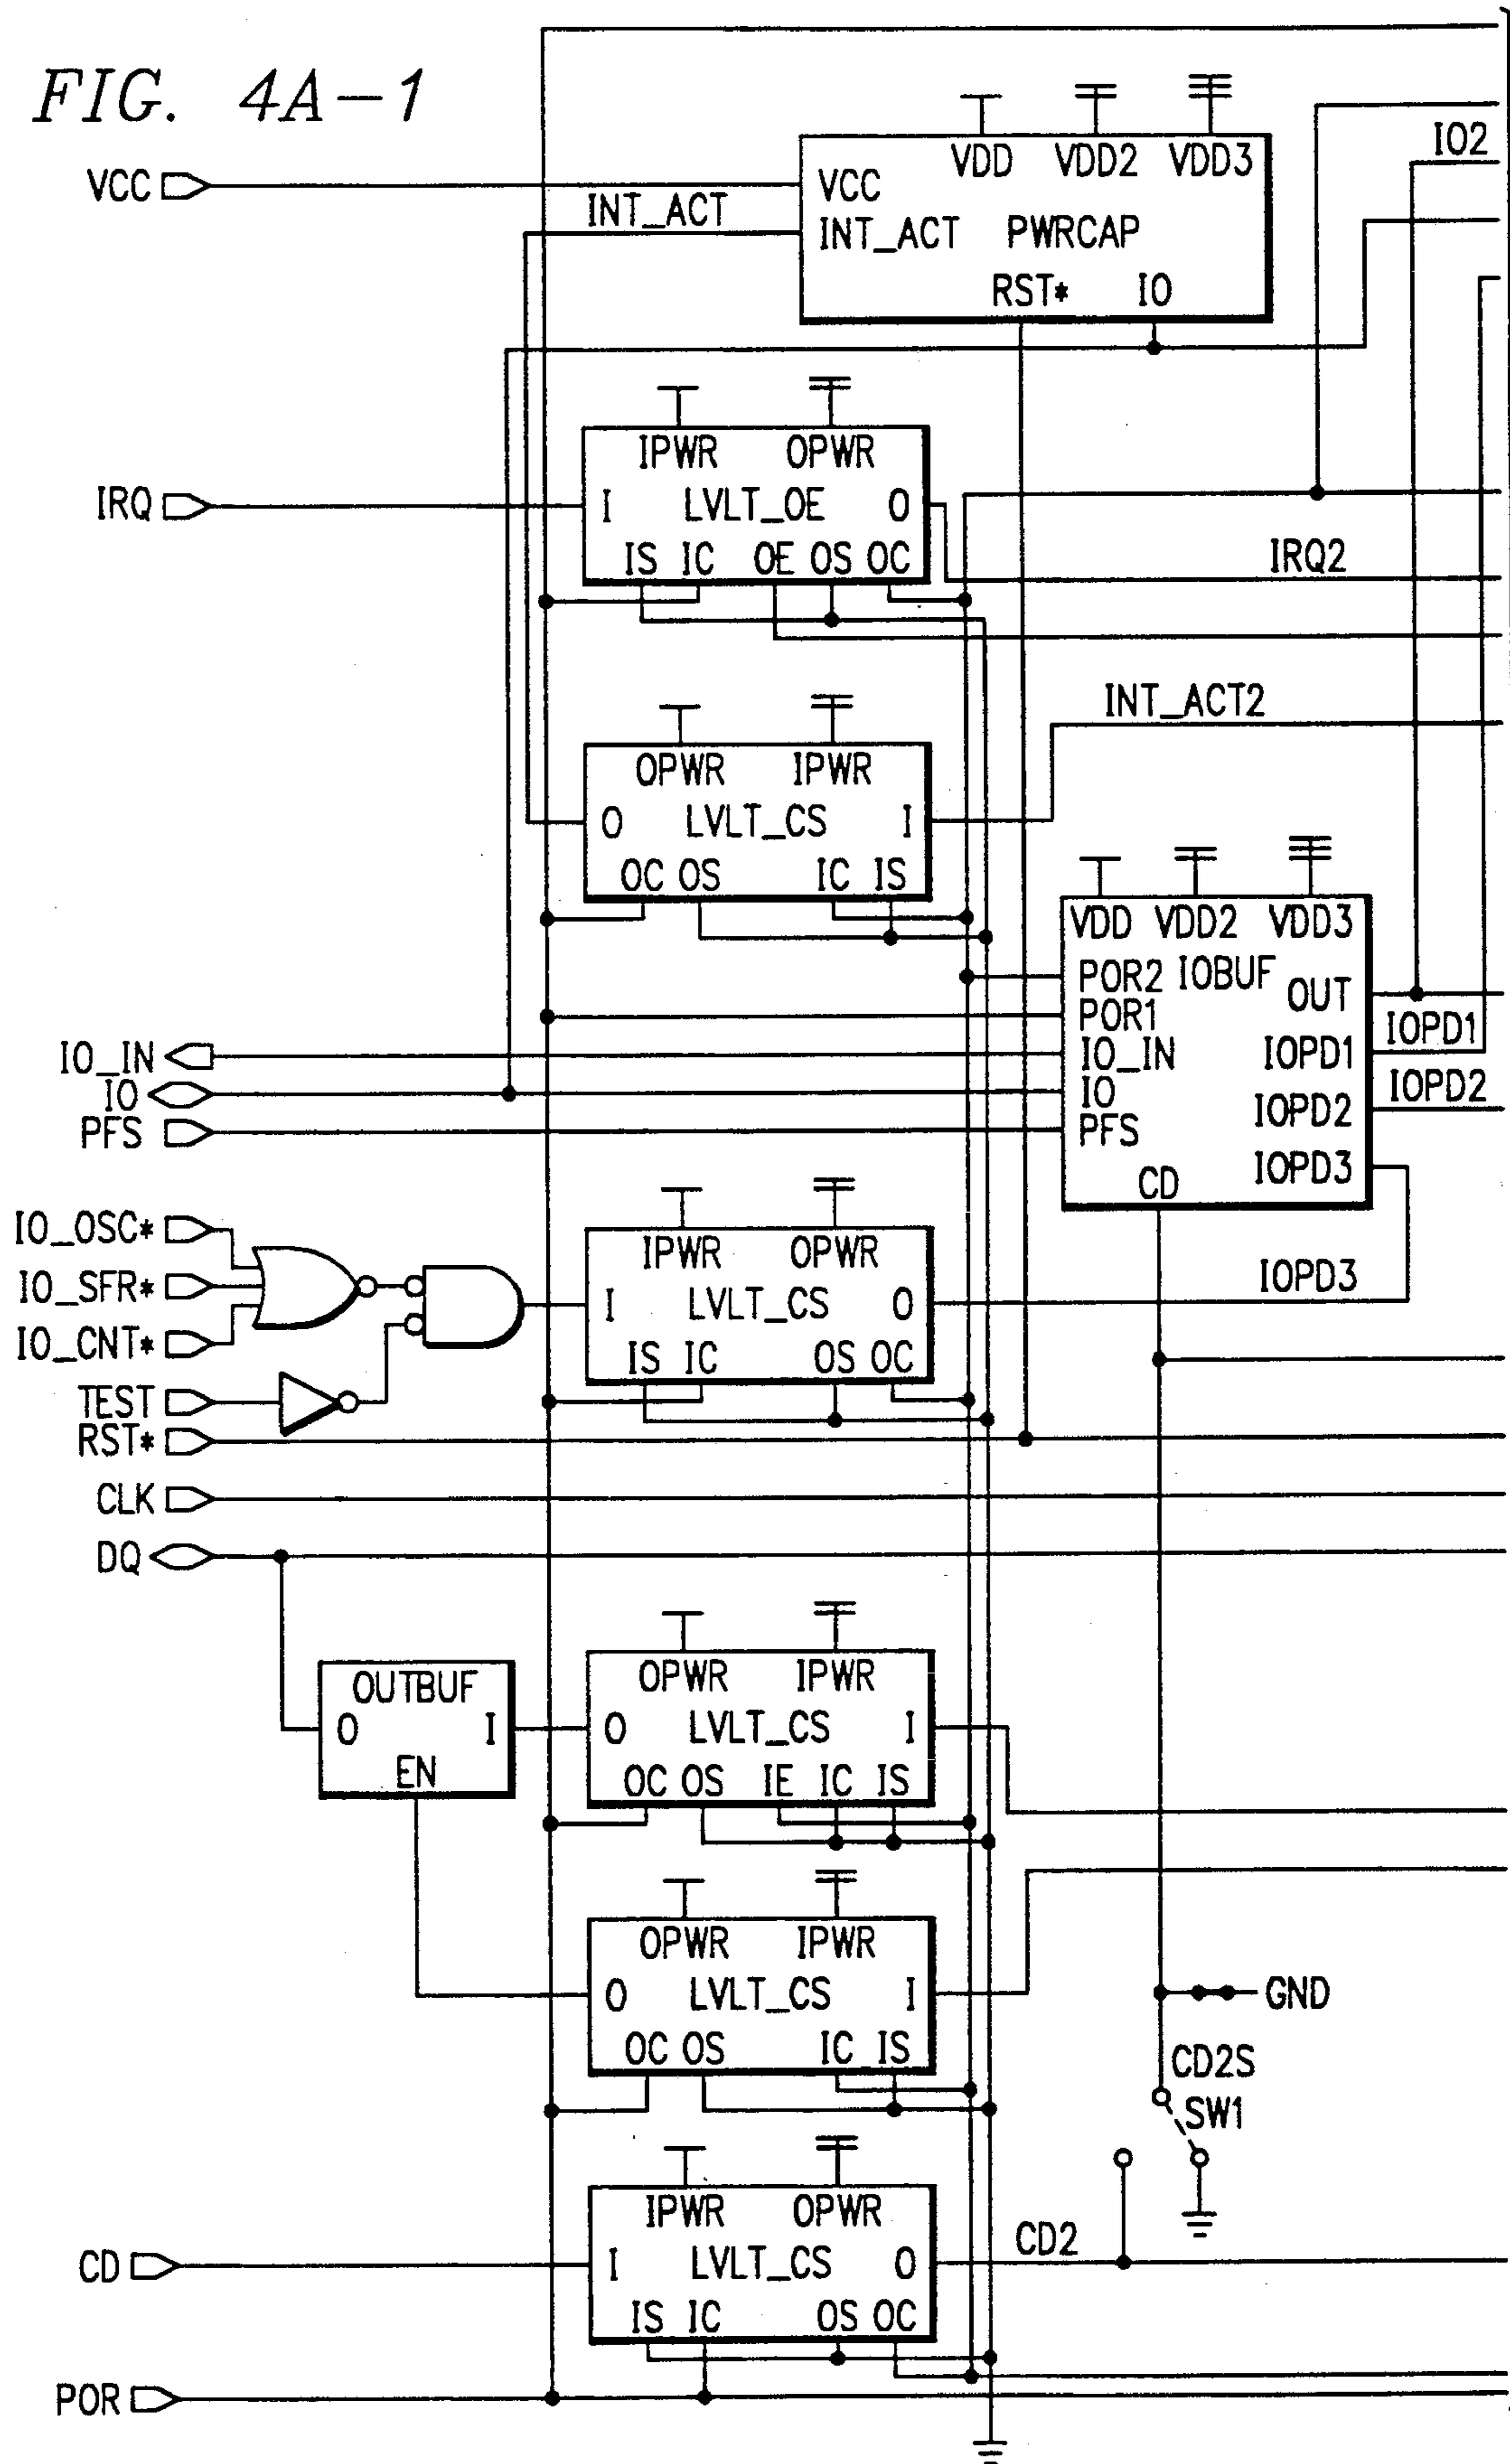 FIG. 4A-1
IO2
VDD VDD2 VDD3
VCC
VCC
INT_ACT
INT_ACT PWRCAP
RST* IO
IPWR OPWR
IRQ
I LVLT_OE O
IS IC OE OS OC
IRQ2
INT_ACT2
OPWR IPWR
O LVLT_CS I
OC OS IC IS
VDD VDD2 VDD3
POR2 IOBUF
OUT
POR1
IOPD1
IO_IN
IO_IN
IOPD1
IO
IO
IOPD2
IOPD2
PFS
PFS
IOPD3
CD
IO_OSC*
IPWR OPWR
IOPD3
IO_SFR*
I LVLT_CS O
IO_CNT*
IS IC OS OC
TEST
RST*
CLK
DQ
OUTBUF
OPWR IPWR
O I
O LVLT_CS I
EN
OC OS IE IC IS
OPWR IPWR
O LVLT_CS I
GND
OC OS IC IS
CD2S
SW1
IPWR OPWR
CD2
CD
I LVLT_CS O
IS IC OS OC
POR